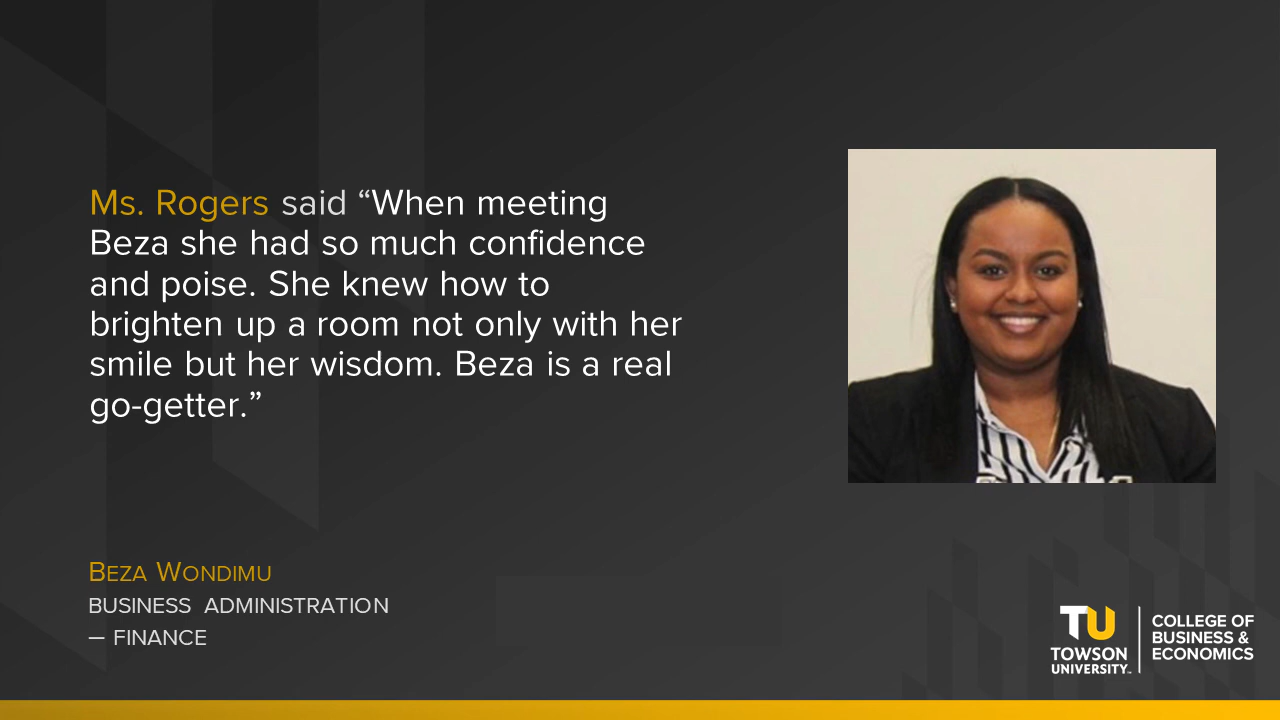 Ms. Rogers said “When meeting
Beza she had so much confidence
and poise. She knew how to
brighten up a room not only with her
smile but her wisdom. Beza is a real
go-getter.”
BEZA WONDIMU
BUSINESS ADMINISTRATION
– FINANCE
TU
TOWSON
UNIVERSITY™
COLLEGE OF
BUSINESS &
ECONOMICS